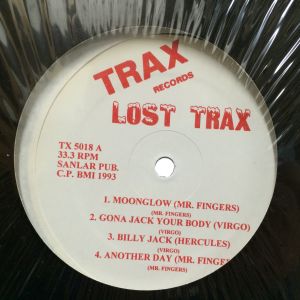 TRAX
RECORDS
LOST TRAX
TX 5018 A
33.3 RPM
SANLAR PUB.
C.P. BMI 1993
1. MOONGLOW (MR. FINGERS)
(MR. FINGERS)
2. GONA JACK YOUR BODY (VIRGO)
(VIRGO)
3. BILLY JACK (HERCULES)
(VIRGO)
4. ANOTHER DAY (MR. FINGE
(MR. FINGERS)